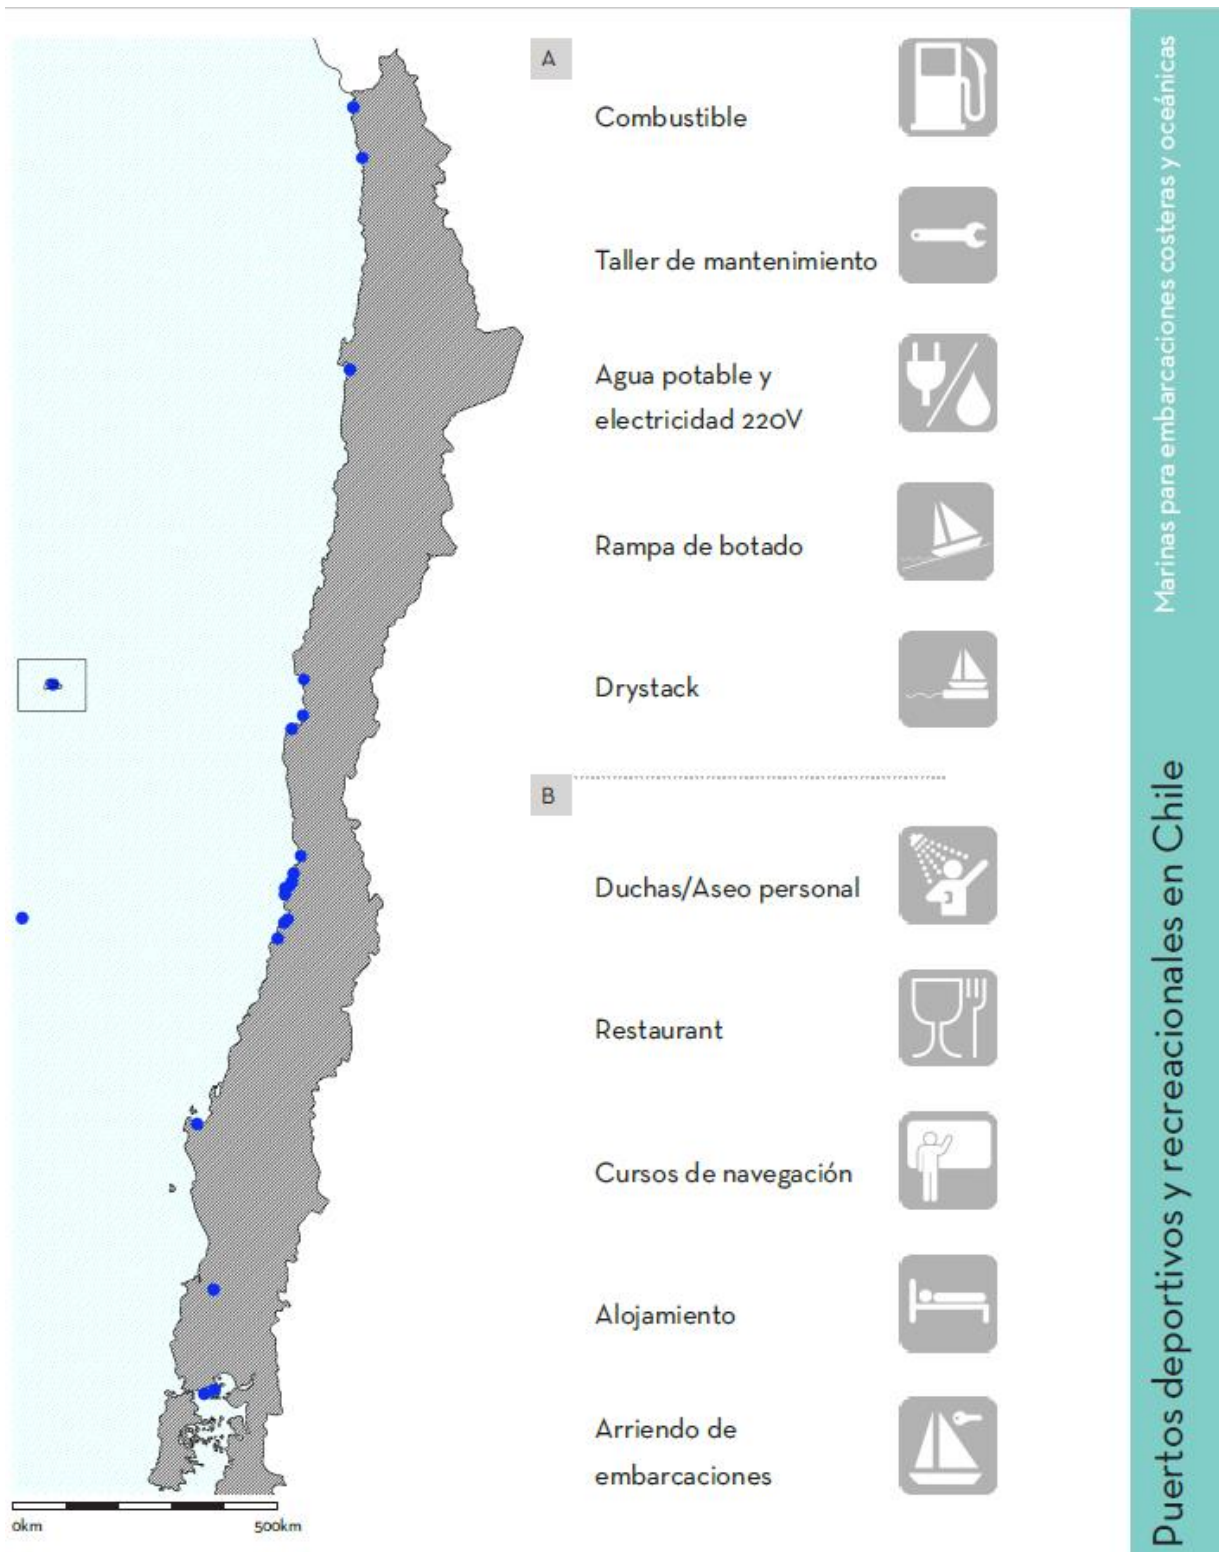 A
Combustible
Taller de mantenimiento
Agua potable y
electricidad 220V
Rampa de botado
Drystack
B
Duchas/Aseo personal
Restaurant
Cursos de navegación
Alojamiento
Arriendo de
embarcaciones
0km
500km
Puertos deportivos y recreacionales en Chile
Marinas para embarcaciones costeras y oceánicas